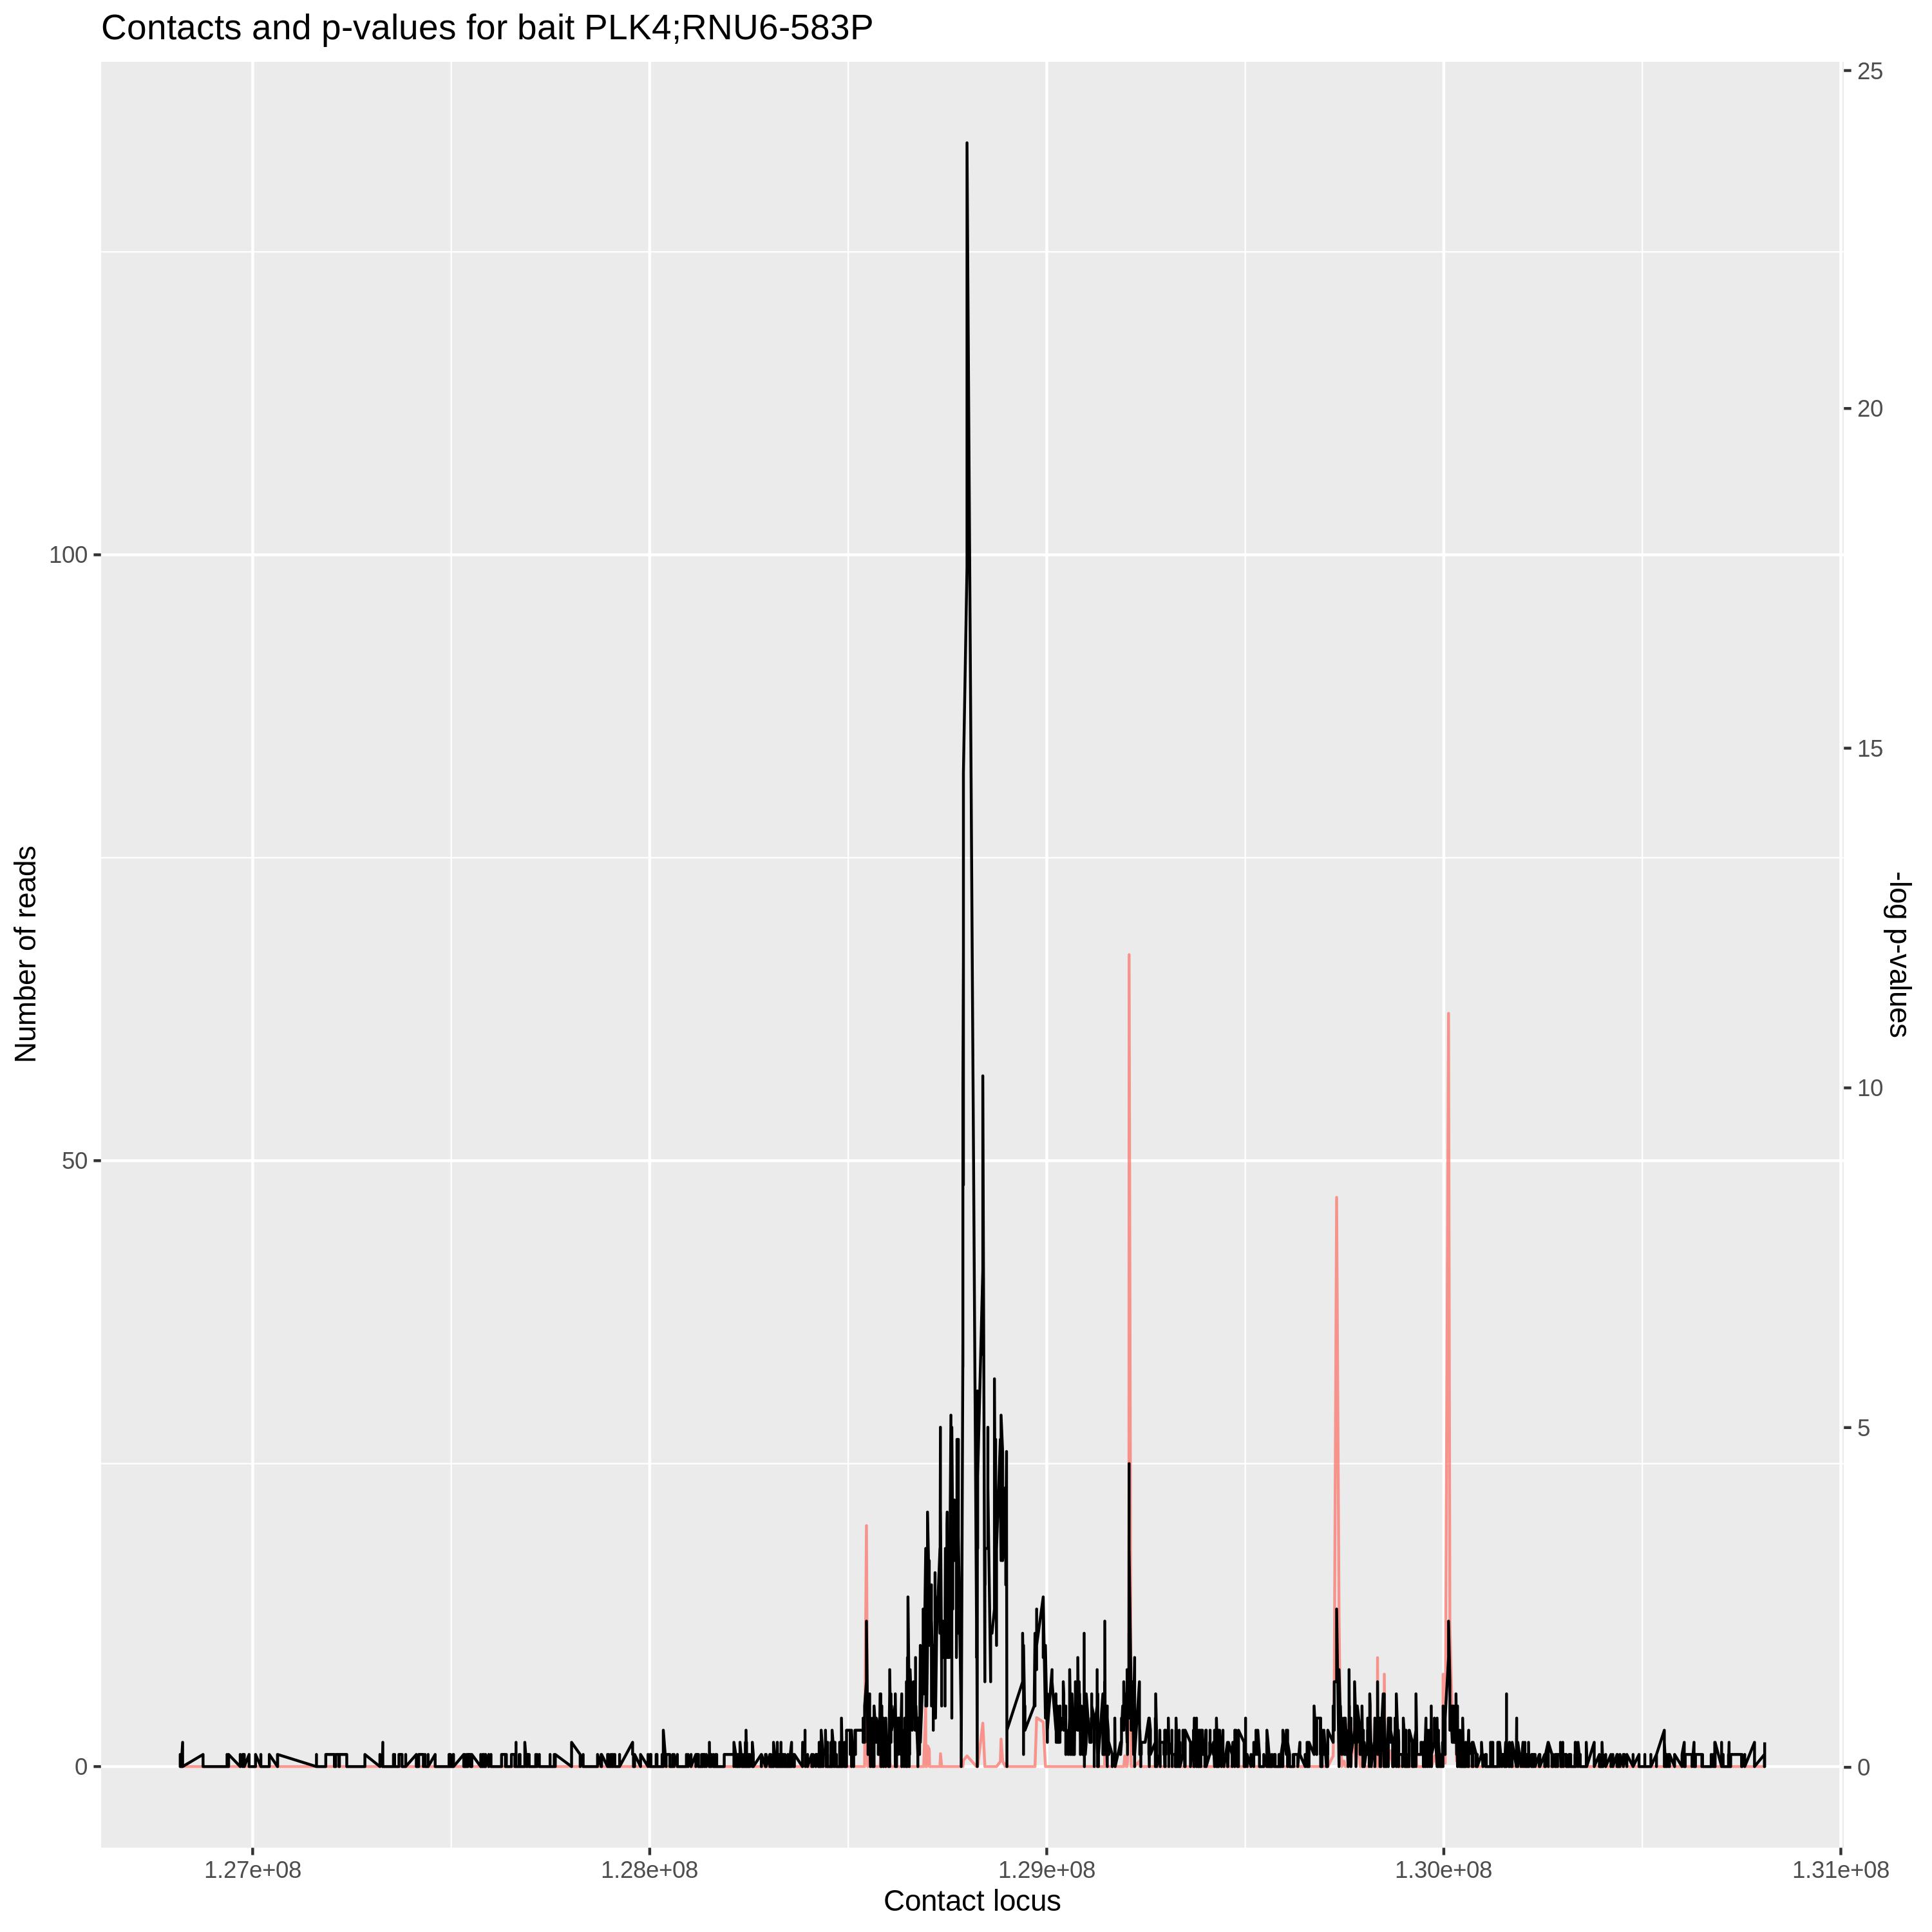 Contacts and p-values for bait PLK4;RNU6-583P
Number of reads
100
50
0
25
20
15
10
5
0
-log p-values
1.27e+08
1.28e+08
1.29e+08
1.30e+08
1.31e+08
Contact locus